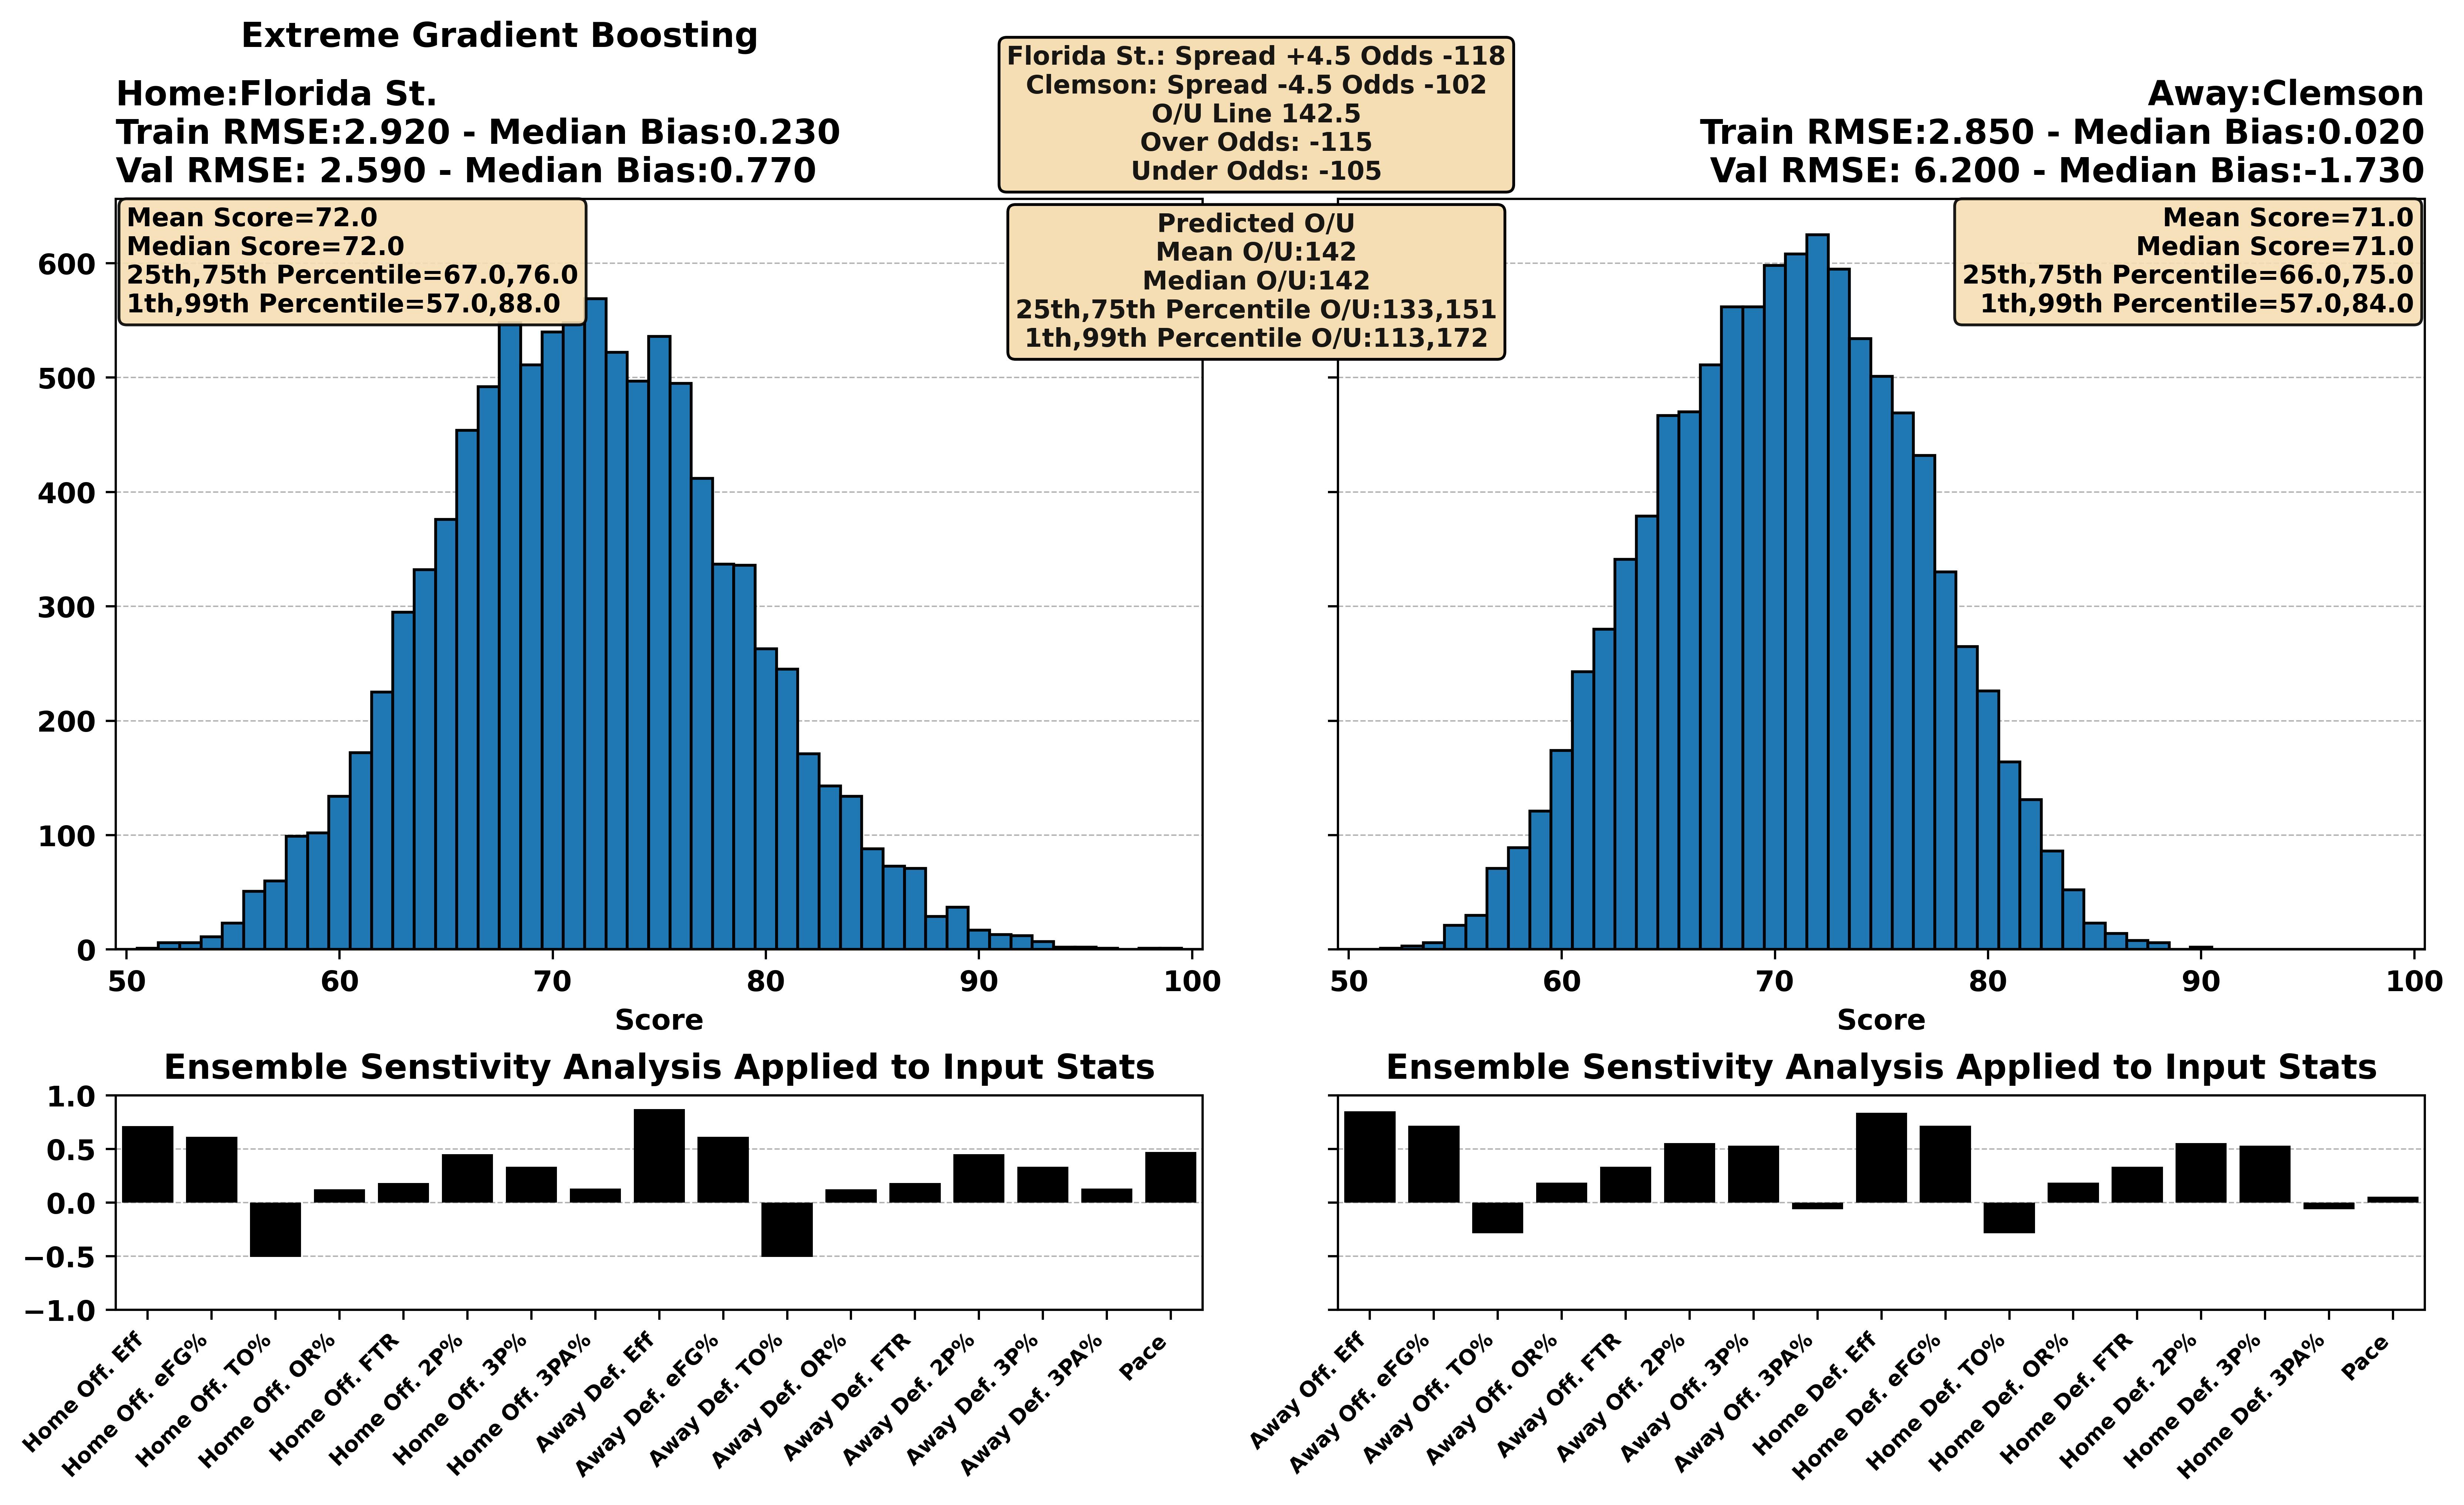 Extreme Gradient Boosting
Home:Florida St.
Train RMSE:2.920 - Median Bias:0.230
Val RMSE: 2.590 - Median Bias:0.770
Florida St.: Spread +4.5 Odds -118
Clemson: Spread -4.5 Odds -102
O/U Line 142.5
Over Odds: -115
Under Odds: -105
Away:Clemson
Train RMSE:2.850 - Median Bias:0.020
Val RMSE: 6.200 - Median Bias:-1.730
Mean Score=72.0
Median Score=72.0
25th,75th Percentile=67.0,76.0
1th,99th Percentile=57.0,88.0
Predicted O/U
Mean O/U:142
Median O/U:142
25th,75th Percentile O/U:133,151
1th,99th Percentile O/U:113,172
Mean Score=71.0
Median Score=71.0
25th,75th Percentile=66.0,75.0
1th,99th Percentile=57.0,84.0
600
500
400
300
200
100
0
50 60 70 80 90 100
Score
50 60 70 80 90 100
Score
Ensemble Senstivity Analysis Applied to Input Stats
1.0
0.5
0.0
−0.5
−1.0
Home Off. Eff
Home Off. eFG%
Home Off. TO%
Home Off. OR%
Home Off. FTR
Home Off. 2P%
Home Off. 3P%
Home Off. 3PA%
Away Def. Eff
Away Def. eFG%
Away Def. TO%
Away Def. OR%
Away Def. FTR
Away Def. 2P%
Away Def. 3P%
Away Def. 3PA%
Pace
Ensemble Senstivity Analysis Applied to Input Stats
Away Off. Eff
Away Off. eFG%
Away Off. TO%
Away Off. OR%
Away Off. FTR
Away Off. 2P%
Away Off. 3P%
Away Off. 3PA%
Home Def. Eff
Home Def. eFG%
Home Def. TO%
Home Def. OR%
Home Def. FTR
Home Def. 2P%
Home Def. 3P%
Home Def. 3PA%
Pace